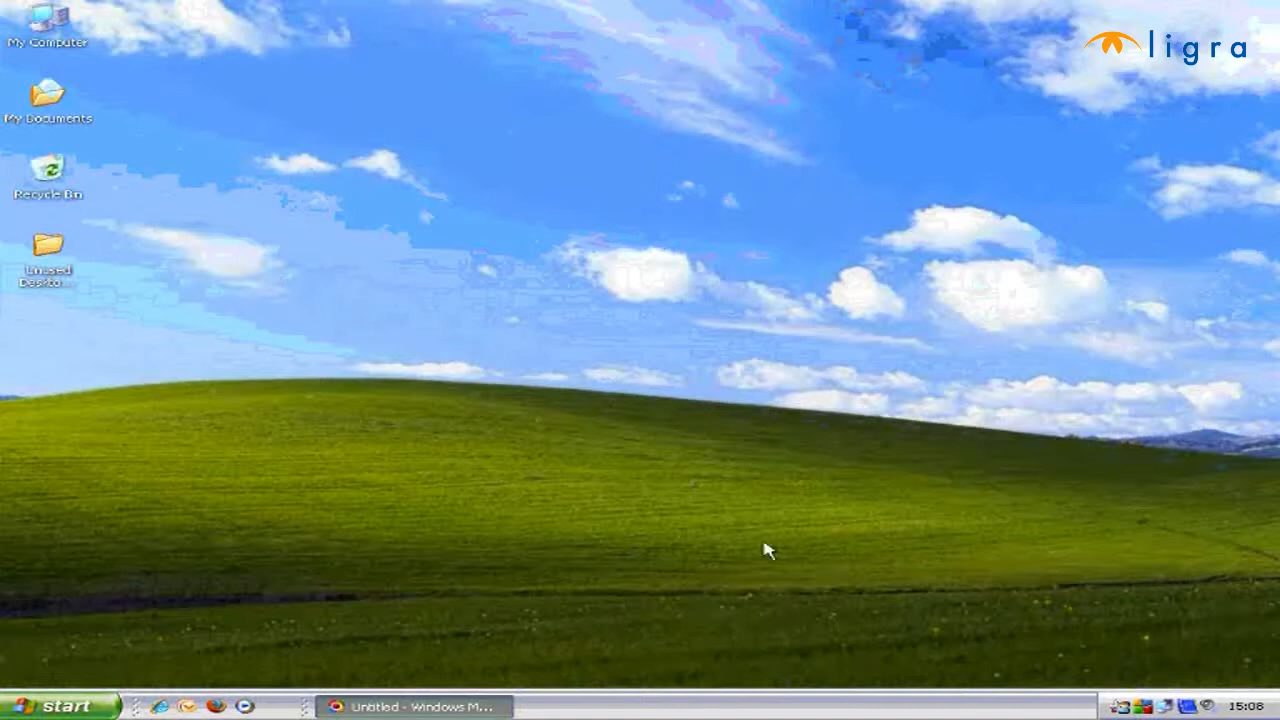 My Computer
ligra
My Documents
Recycle Bin
Unused
Deskto...
start
Untitled - Windows M...
15:08